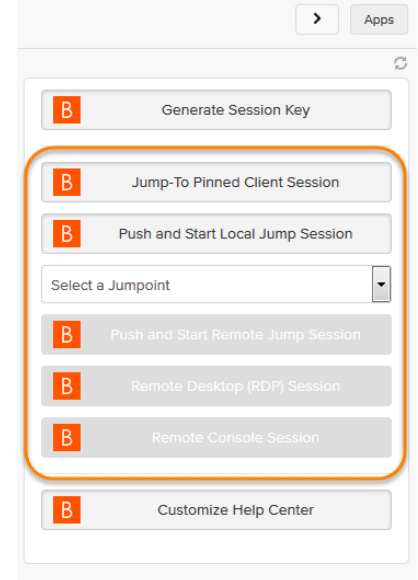 Apps
B Generate Session Key
B Jump-To Pinned Client Session
B Push and Start Local Jump Session
Select a Jumpoint
B Push and Start Remote Jump Session
B Remote Desktop (RDP) Session
B Remote Console Session
B Customize Help Center